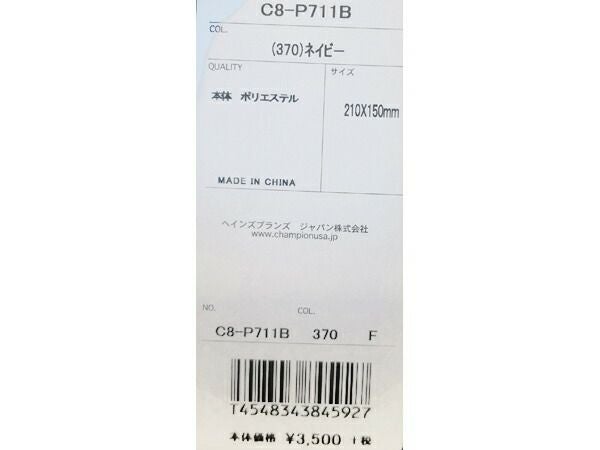 C8-P711B
COL.
(370)ネイビー
QUALITY
サイズ
本体 ポリエステル
210X150mm
MADE IN CHINA
ヘインズブランズ ジャパン株式会社
www.championusa.jp
NO. COL.
C8-P711B 370 F
T4548343845927
本体価格 ¥3,500 +税